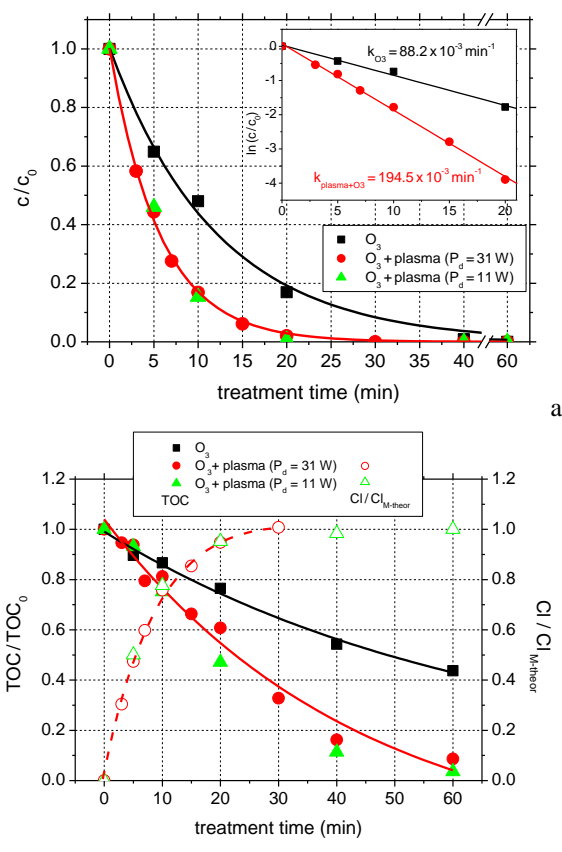 1.0
0.8
0.6
0.4
0.2
0.0
c/c0
0 5 10 15 20 25 30 40 60
treatment time (min)
kO3 = 88.2 x 10-3 min-1
kplasma+O3 = 194.5 x 10-3 min-1
0
-1
-2
-3
-4
ln (c/c0)
0 5 10 15 20
O3
O3 + plasma (Pd = 31 W)
O3 + plasma (Pd = 11 W)
a
O3
O3 + plasma (Pd = 31 W)
O3 + plasma (Pd = 11 W)
TOC Cl/ClM-theor
1.2 1.2
1.0 1.0
0.8 0.8
0.6 0.6
0.4 0.4
0.2 0.2
0.0 0.0
TOC/TOC0
Cl / ClM-theor
0 10 20 30 40 50 60
treatment time (min)